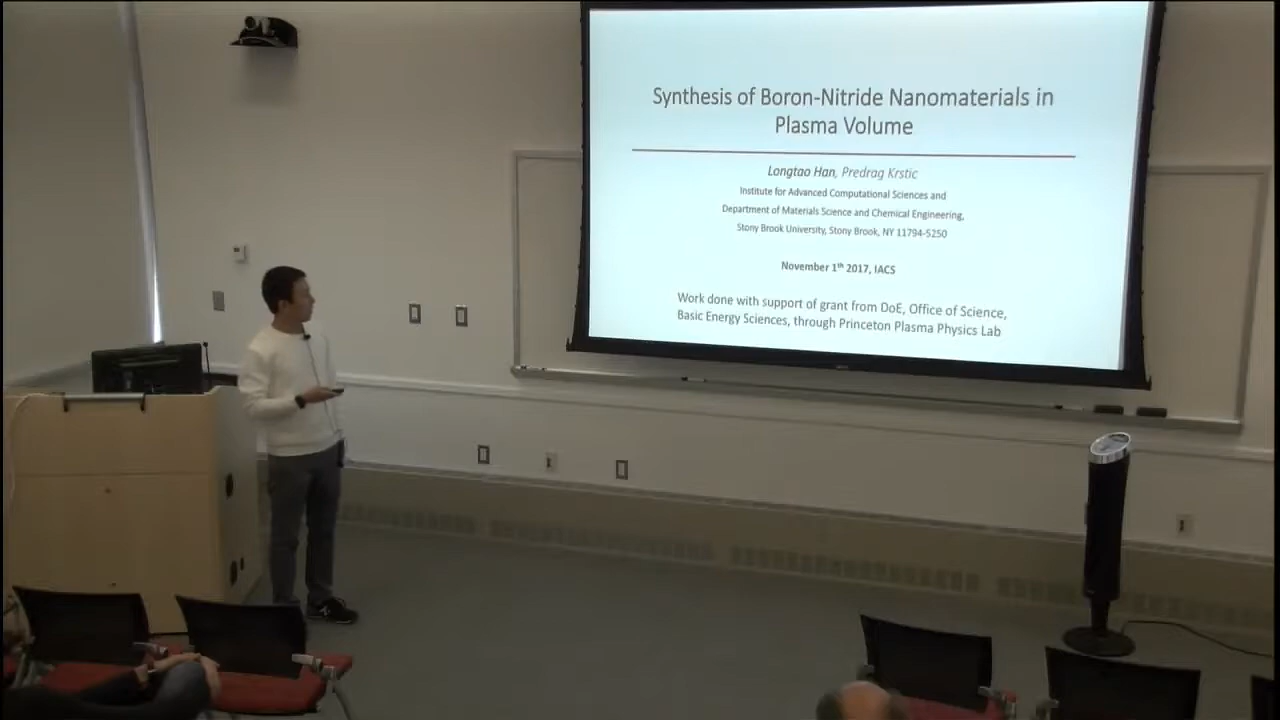 Synthesis of Boron-Nitride Nanomaterials in
Plasma Volume
Longtao Han, Predrag Krstic
Institute for Advanced Computational Sciences and
Department of Materials Science and Chemical Engineering,
Stony Brook University, Stony Brook, NY 11794-5250
November 1th 2017, IACS
Work done with support of grant from DoE, Office of Science,
Basic Energy Sciences, through Princeton Plasma Physics Lab